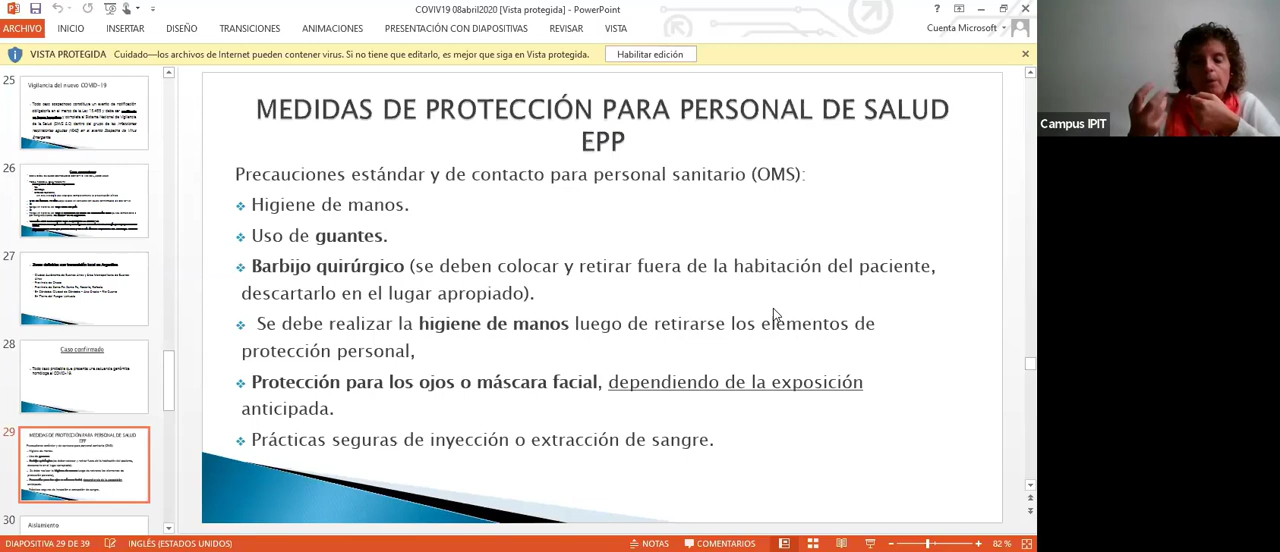 COVIV19 08abril2020 [Vista protegida] - PowerPoint
ARCHIVO INICIO INSERTAR DISEÑO TRANSICIONES ANIMACIONES PRESENTACIÓN CON DIAPOSITIVAS REVISAR VISTA Cuenta Microsoft
VISTA PROTEGIDA Cuidado—los archivos de Internet pueden contener virus. Si no tiene que editarlo, es mejor que siga en Vista protegida. Habilitar edición
25
Vigilancia del nuevo COVID-19
26
27
28
Caso confirmado
29
MEDIDAS DE PROTECCIÓN PARA PERSONAL DE SALUD
EPP
30
Aislamiento
MEDIDAS DE PROTECCIÓN PARA PERSONAL DE SALUD
EPP
Precauciones estándar y de contacto para personal sanitario (OMS):
Higiene de manos.
Uso de guantes.
Barbijo quirúrgico (se deben colocar y retirar fuera de la habitación del paciente,
descartarlo en el lugar apropiado).
Se debe realizar la higiene de manos luego de retirarse los elementos de
protección personal,
Protección para los ojos o máscara facial, dependiendo de la exposición
anticipada.
Prácticas seguras de inyección o extracción de sangre.
Campus IPIT
DIAPOSITIVA 29 DE 39 INGLÉS (ESTADOS UNIDOS) NOTAS COMENTARIOS 82 %